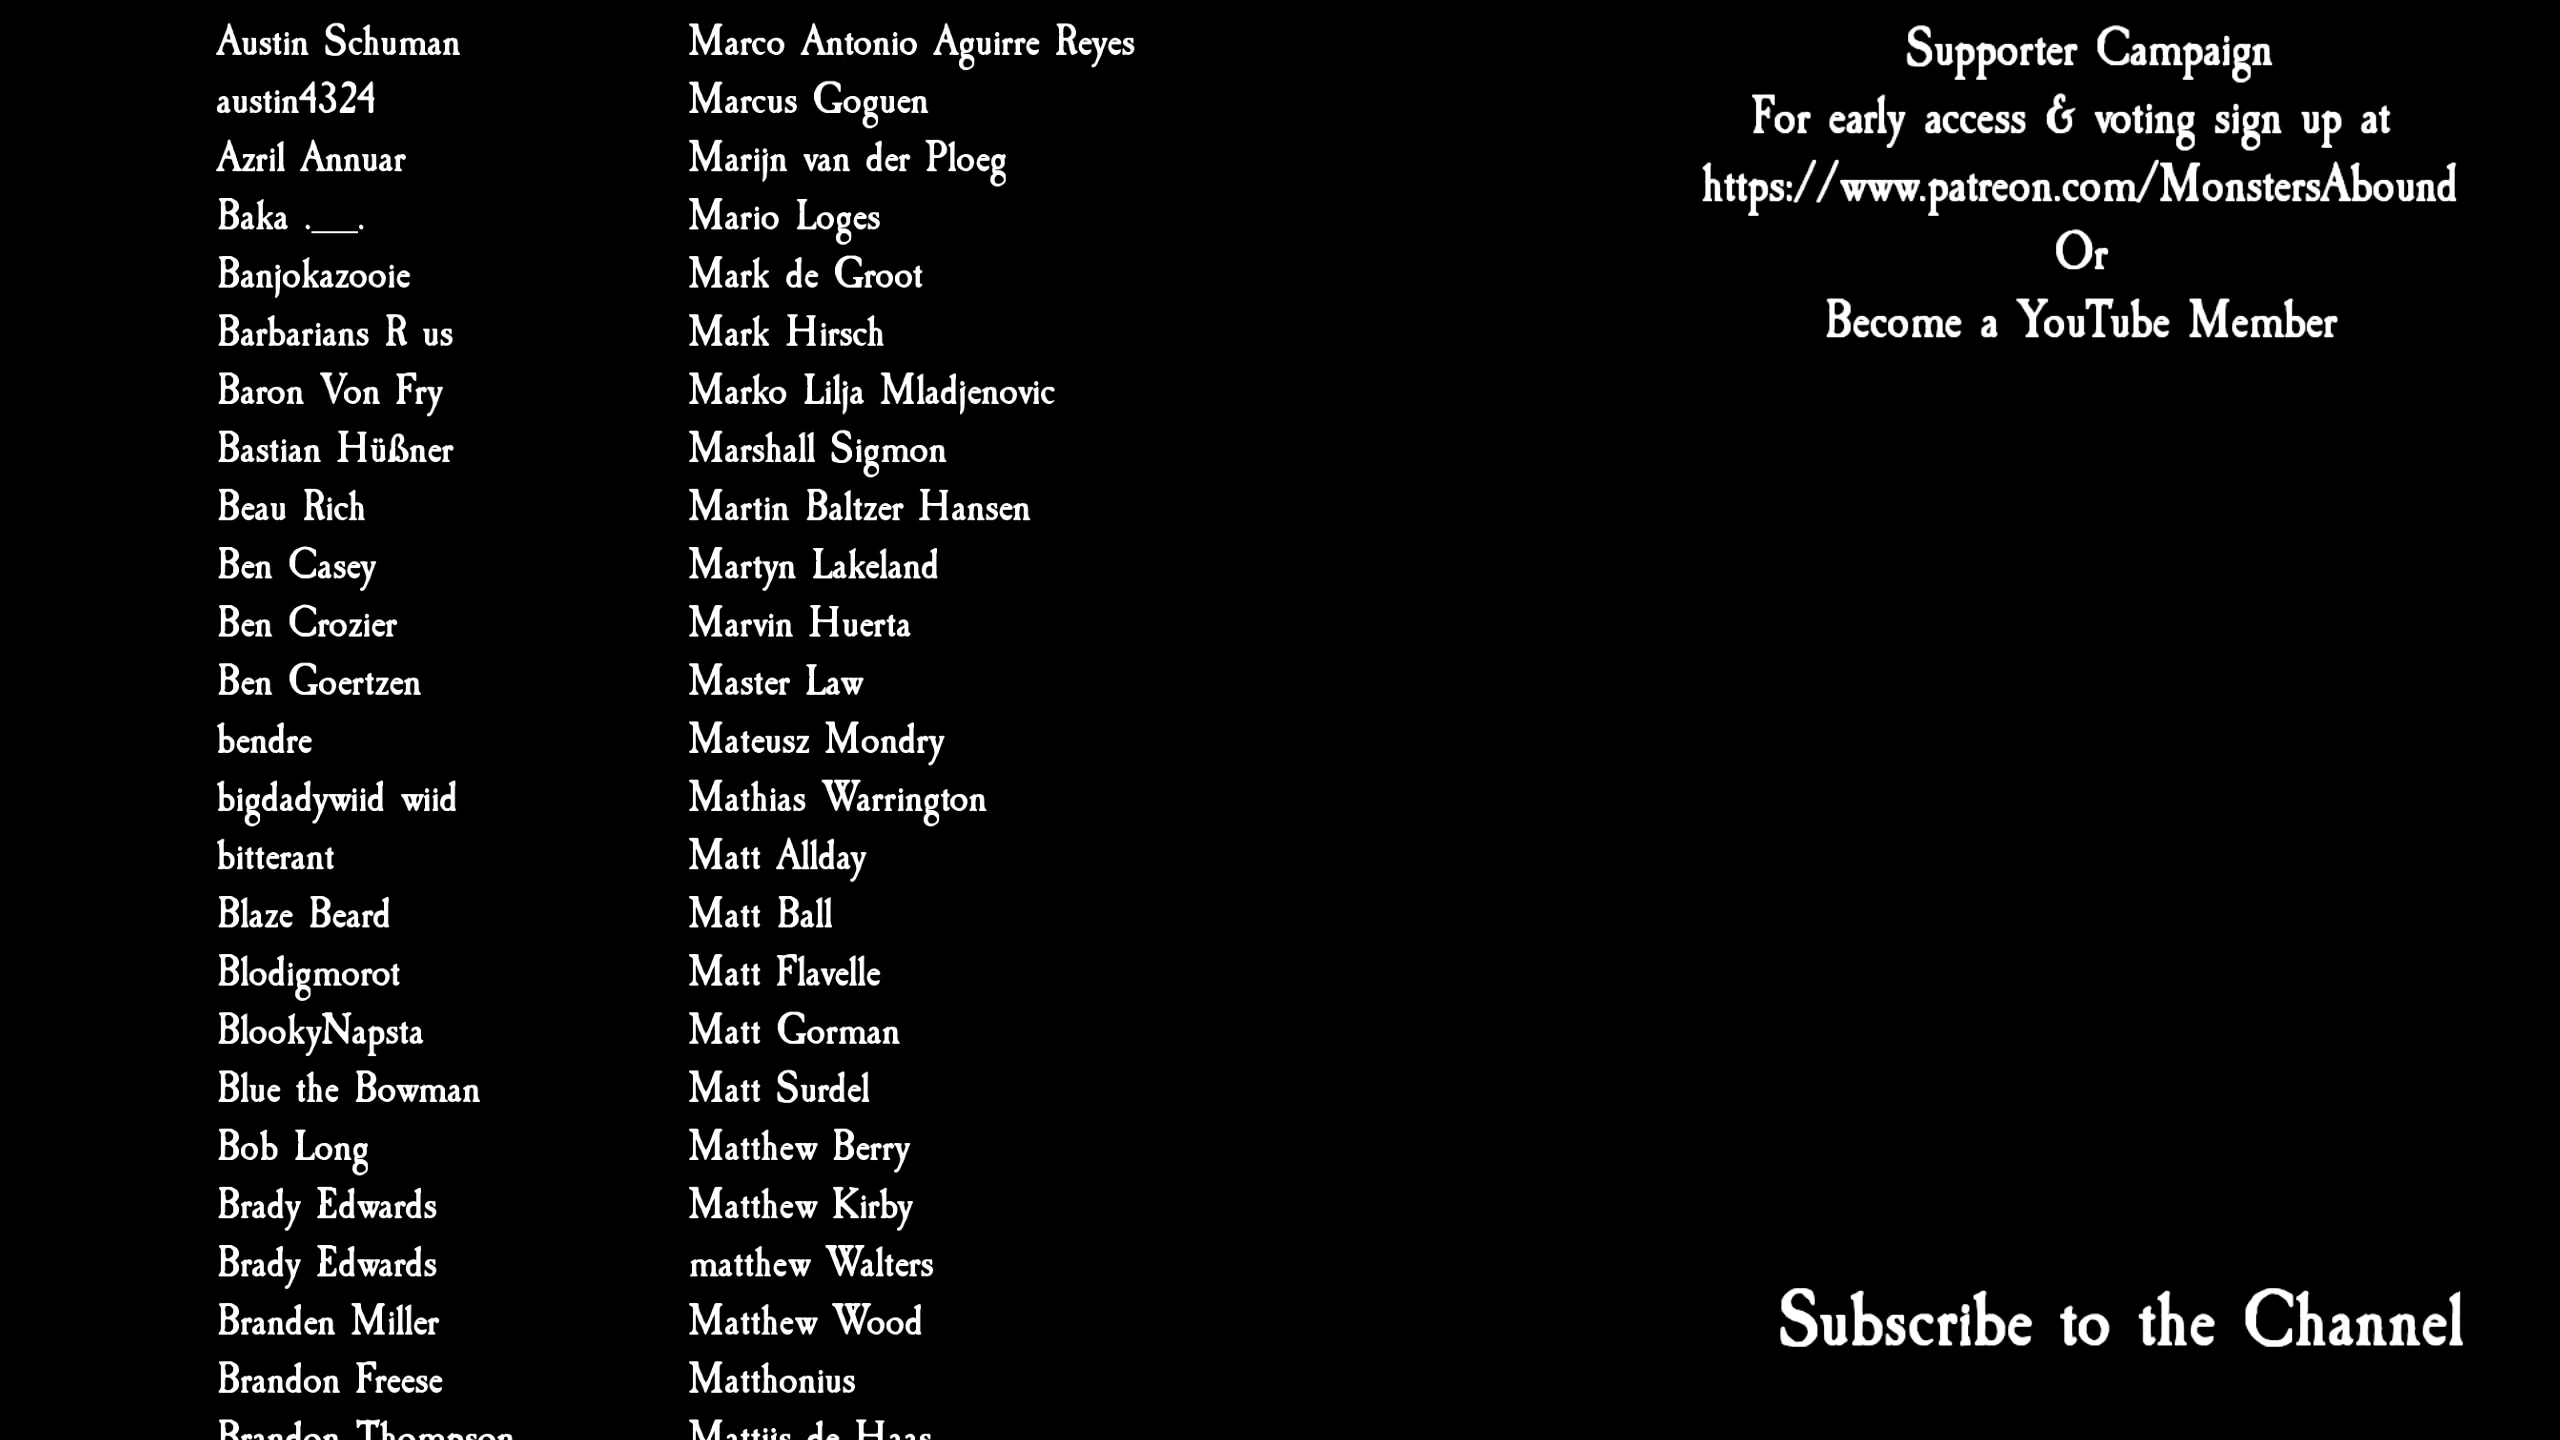 Austin Schuman
austin4324
Azril Annuar
Baka .___.
Banjokazooie
Barbarians R us
Baron Von Fry
Bastian Hüßner
Beau Rich
Ben Casey
Ben Crozier
Ben Goertzen
bendre
bigdadywiid wiid
bitterant
Blaze Beard
Blodigmorot
BlookyNapsta
Blue the Bowman
Bob Long
Brady Edwards
Brady Edwards
Branden Miller
Brandon Freese
Brandon Thompson
Marco Antonio Aguirre Reyes
Marcus Goguen
Marijn van der Ploeg
Mario Loges
Mark de Groot
Mark Hirsch
Marko Lilja Mladjenovic
Marshall Sigmon
Martin Baltzer Hansen
Martyn Lakeland
Marvin Huerta
Master Law
Mateusz Mondry
Mathias Warrington
Matt Allday
Matt Ball
Matt Flavelle
Matt Gorman
Matt Surdel
Matthew Berry
Matthew Kirby
matthew Walters
Matthew Wood
Matthonius
Mattijs de Haas
Supporter Campaign
For early access & voting sign up at
https://www.patreon.com/MonstersAbound
Or
Become a YouTube Member
Subscribe to the Channel